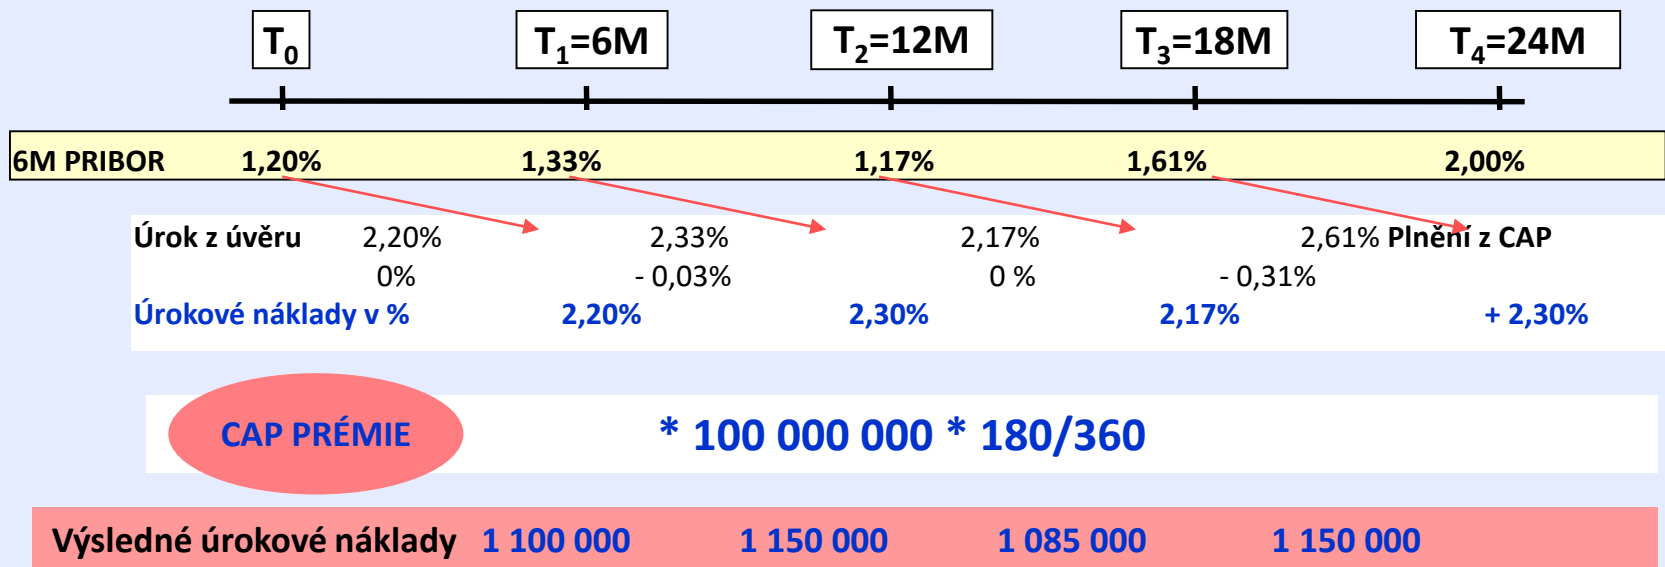 T0 T1=6M T2=12M T3=18M T4=24M
6M PRIBOR 1,20% 1,33% 1,17% 1,61% 2,00%
Úrok z úvěru 2,20% 2,33% 2,17% 2,61% Plnění z CAP
0% - 0,03% 0 % - 0,31%
Úrokové náklady v % 2,20% 2,30% 2,17% + 2,30%
CAP PRÉMIE * 100 000 000 * 180/360
Výsledné úrokové náklady 1 100 000 1 150 000 1 085 000 1 150 000